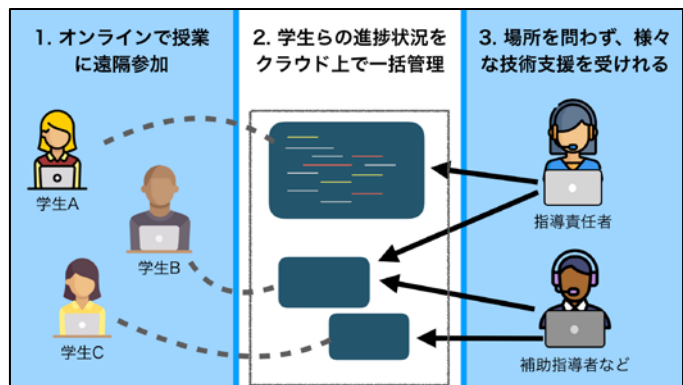 1. オンラインで授業
に遠隔参加
2. 学生らの進捗状況を
クラウド上で一括管理
3. 場所を問わず、様々
な技術支援を受けれる
学生A
学生B
学生C
指導責任者
補助指導者など